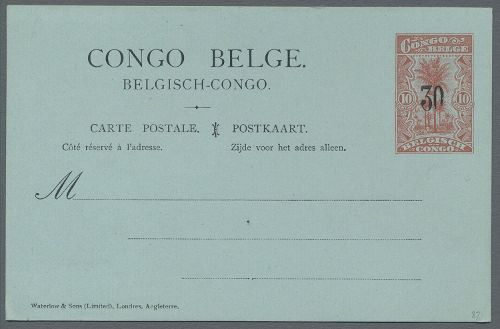 CONGO BELGE.
BELGISCH-CONGO.
CARTE POSTALE. POSTKAART.
Côté réservé à l'adresse. Zijde voor het adres alleen.
CONGO
BELGE
30
10 10
BELGISCH
CONGO
M
Waterlow & Sons (Limited), Londres, Angleterre.
82